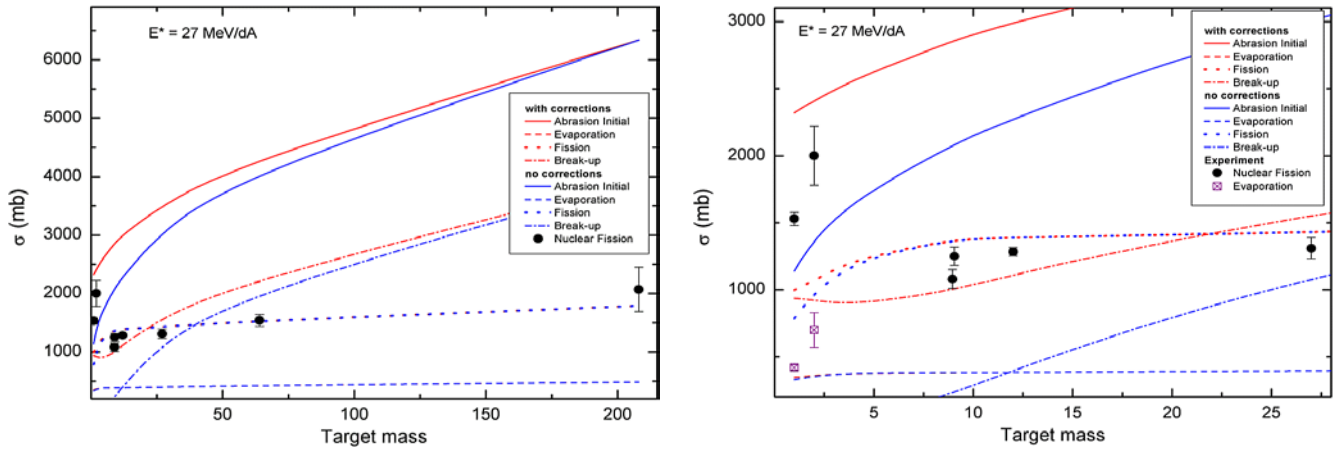 E* = 27 MeV/dA
6000
5000
4000
3000
2000
1000
σ (mb)
50
100
150
200
Target mass
with corrections
Abrasion Initial
Evaporation
Fission
Break-up
no corrections
Abrasion Initial
Evaporation
Fission
Break-up
Nuclear Fission
E* = 27 MeV/dA
3000
2000
1000
σ (mb)
5
10
15
20
25
Target mass
with corrections
Abrasion Initial
Evaporation
Fission
Break-up
no corrections
Abrasion Initial
Evaporation
Fission
Break-up
Experiment
Nuclear Fission
Evaporation